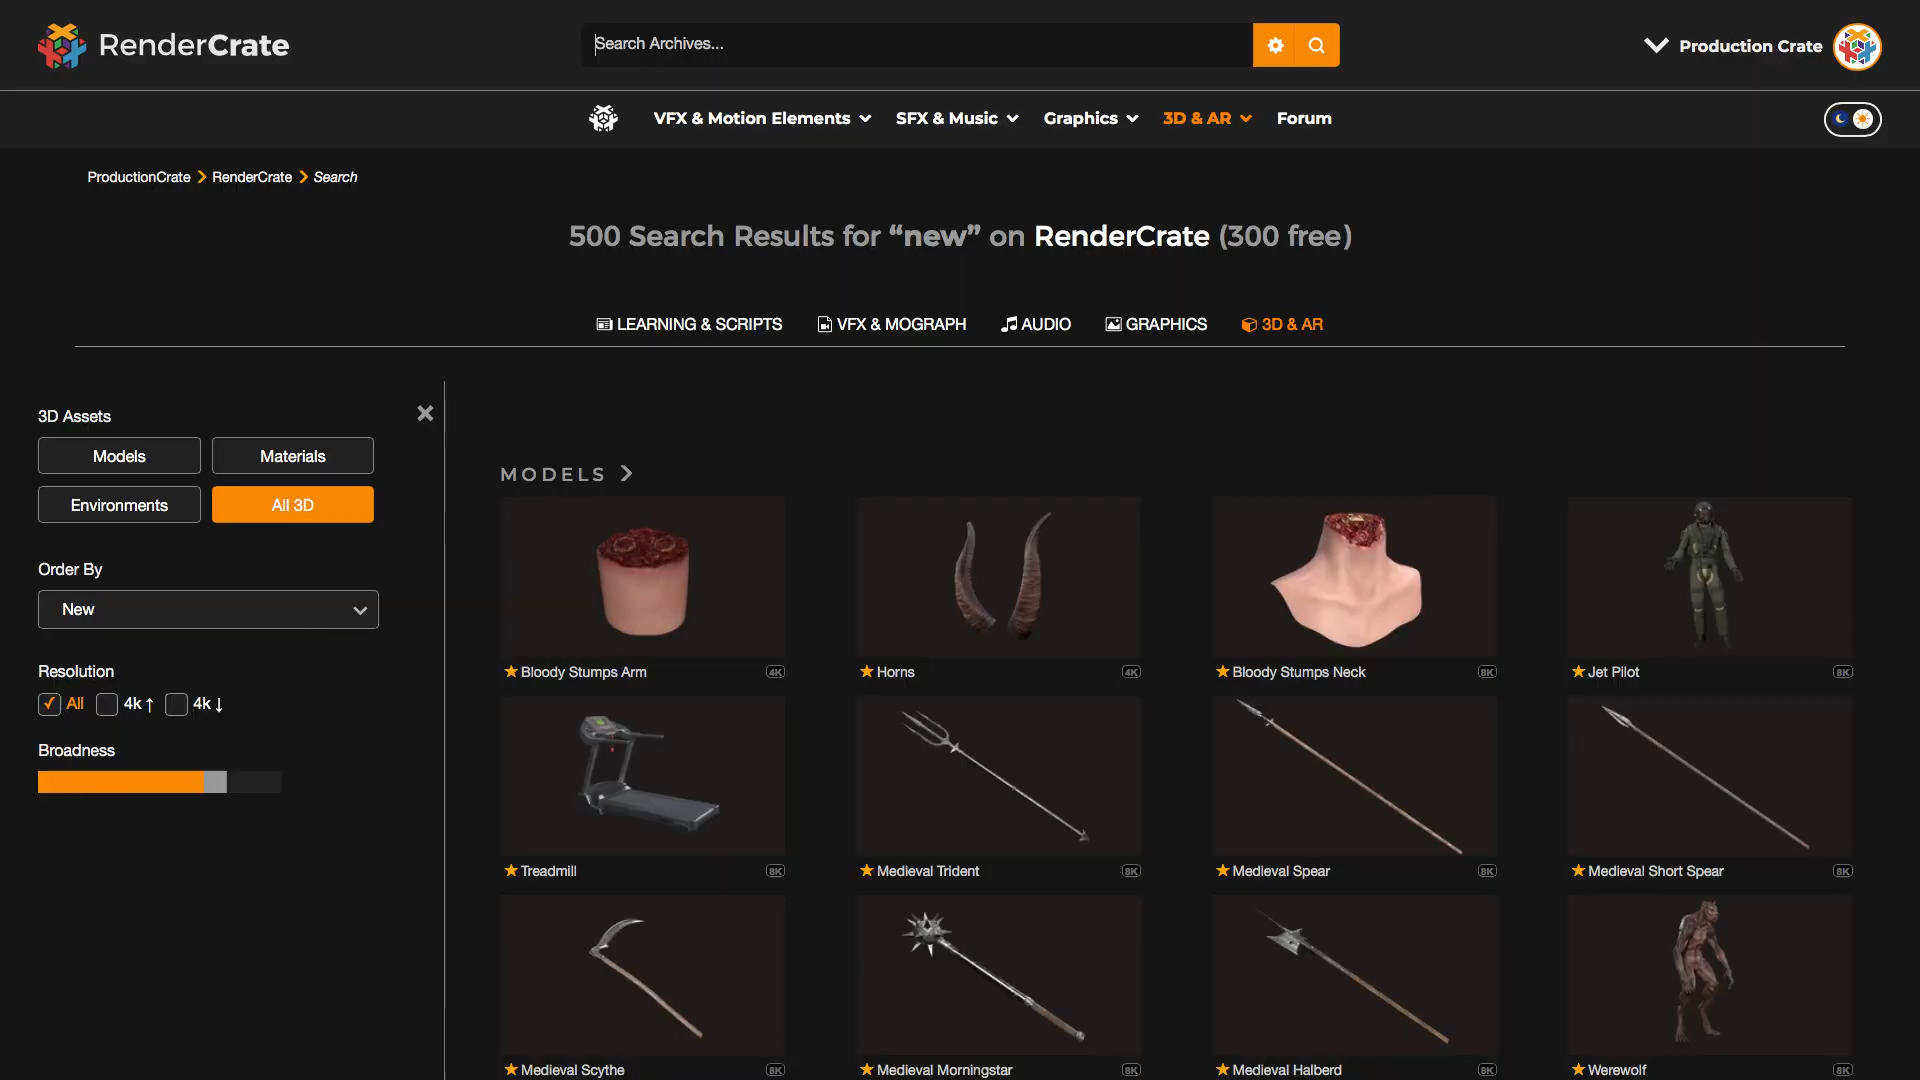 RenderCrate
Search Archives...
Production Crate
VFX & Motion Elements
SFX & Music
Graphics
3D & AR
Forum
ProductionCrate
RenderCrate
Search
500 Search Results for “new” on RenderCrate (300 free)
LEARNING & SCRIPTS
VFX & MOGRAPH
AUDIO
GRAPHICS
3D & AR
3D Assets
Models
Materials
Environments
All 3D
Order By
New
Resolution
All
4k ↑
4k ↓
Broadness
MODELS
Bloody Stumps Arm
4K
Horns
4K
Bloody Stumps Neck
8K
Jet Pilot
8K
Treadmill
8K
Medieval Trident
8K
Medieval Spear
8K
Medieval Short Spear
8K
Medieval Scythe
8K
Medieval Morningstar
8K
Medieval Halberd
8K
Werewolf
8K